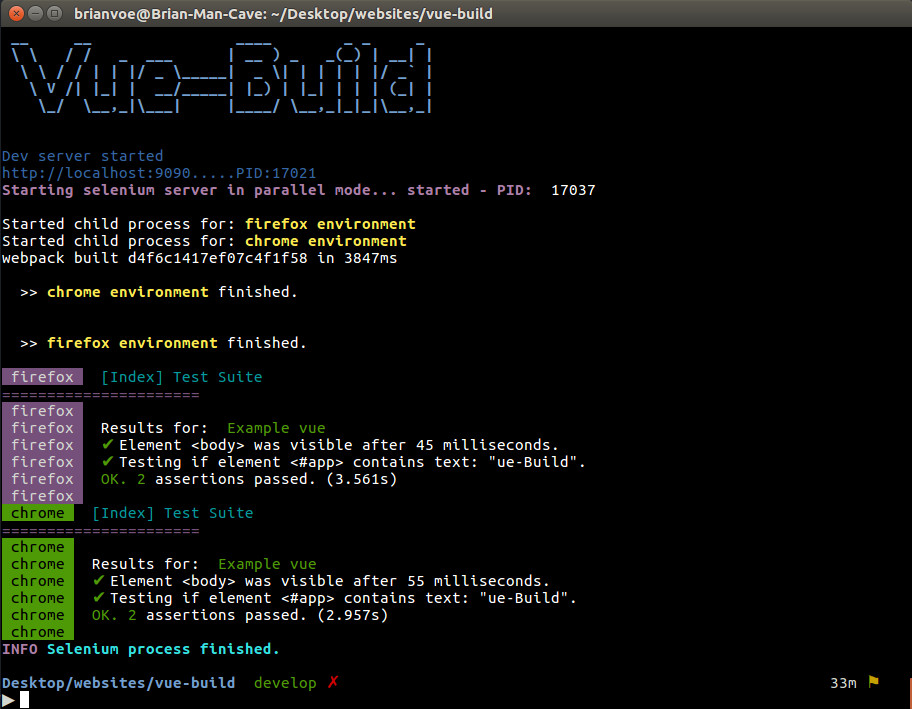 brianvoe@Brian-Man-Cave: ~/Desktop/websites/vue-build
Vue-Build
Dev server started
http://localhost:9090.....PID:17021
Starting selenium server in parallel mode... started - PID:  17037
Started child process for: firefox environment
Started child process for: chrome environment
webpack built d4f6c1417ef07c4f1f58 in 3847ms
>> chrome environment finished.
>> firefox environment finished.
firefox  [Index] Test Suite
======================
firefox
firefox  Results for:  Example vue
firefox  ✔ Element <body> was visible after 45 milliseconds.
firefox  ✔ Testing if element <#app> contains text: "ue-Build".
firefox  OK. 2 assertions passed. (3.561s)
firefox
chrome  [Index] Test Suite
======================
chrome
chrome  Results for:  Example vue
chrome  ✔ Element <body> was visible after 55 milliseconds.
chrome  ✔ Testing if element <#app> contains text: "ue-Build".
chrome  OK. 2 assertions passed. (2.957s)
chrome
INFO Selenium process finished.
Desktop/websites/vue-build  develop ✗  33m ⚑
▶